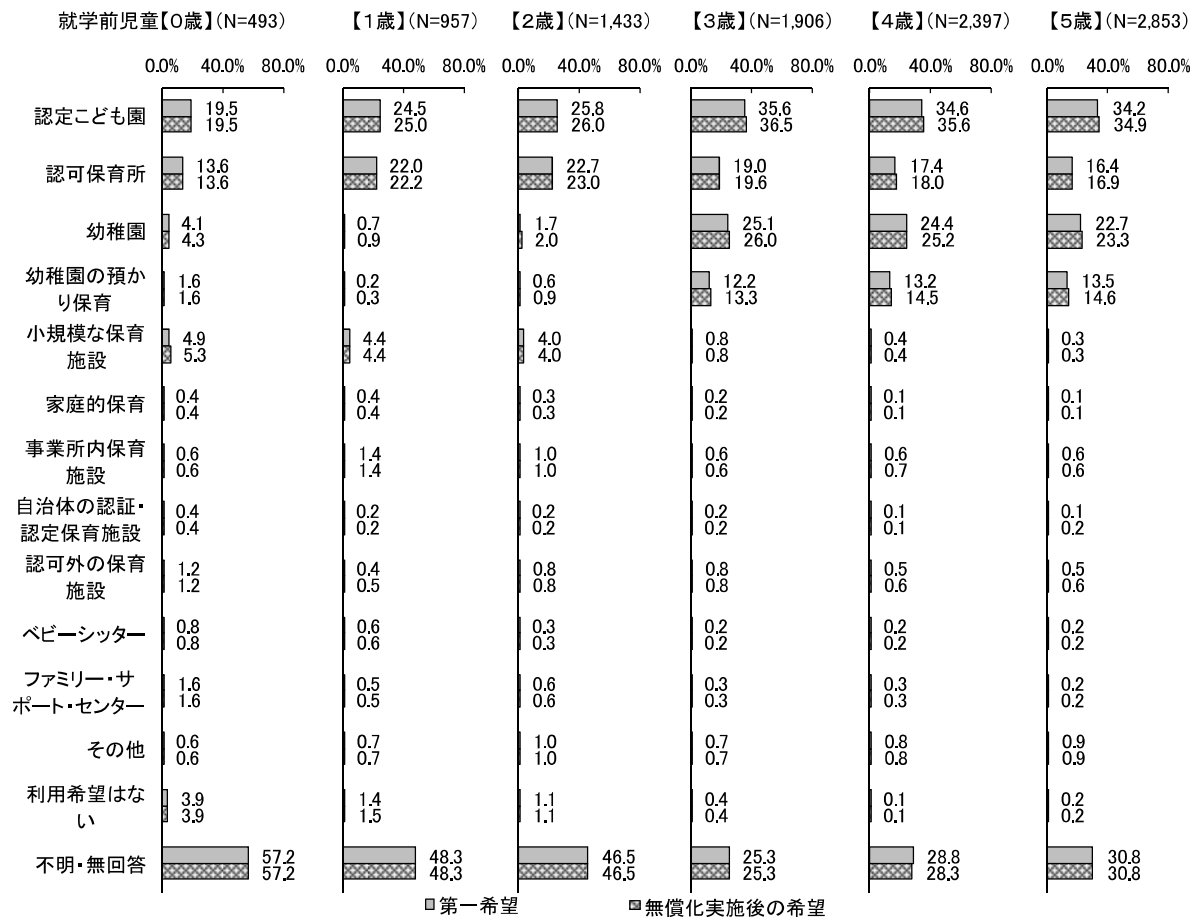 就学前児童【0歳】(N=493) 【1歳】(N=957) 【2歳】(N=1,433) 【3歳】(N=1,906) 【4歳】(N=2,397) 【5歳】(N=2,853)
0.0% 40.0% 80.0% 0.0% 40.0% 80.0% 0.0% 40.0% 80.0% 0.0% 40.0% 80.0% 0.0% 40.0% 80.0% 0.0% 40.0% 80.0%
認定こども園
19.5 24.5 25.8 35.6 34.6 34.2
19.5 25.0 26.0 36.5 35.6 34.9
認可保育所
13.6 22.0 22.7 19.0 17.4 16.4
13.6 22.2 23.0 19.6 18.0 16.9
幼稚園
4.1 0.7 1.7 25.1 24.4 22.7
4.3 0.9 2.0 26.0 25.2 23.3
幼稚園の預か
り保育
1.6 0.2 0.6 12.2 13.2 13.5
1.6 0.3 0.9 13.3 14.5 14.6
小規模な保育
施設
4.9 4.4 4.0 0.8 0.4 0.3
5.3 4.4 4.0 0.8 0.4 0.3
家庭的保育
0.4 0.4 0.3 0.2 0.1 0.1
0.4 0.4 0.3 0.2 0.1 0.1
事業所内保育
施設
0.6 1.4 1.0 0.6 0.6 0.6
0.6 1.4 1.0 0.6 0.7 0.6
自治体の認証・
認定保育施設
0.4 0.2 0.2 0.2 0.1 0.1
0.4 0.2 0.2 0.2 0.1 0.2
認可外の保育
施設
1.2 0.4 0.8 0.8 0.5 0.5
1.2 0.5 0.8 0.8 0.6 0.6
ベビーシッター
0.8 0.6 0.3 0.2 0.2 0.2
0.8 0.6 0.3 0.2 0.2 0.2
ファミリー・サ
ポート・センター
1.6 0.5 0.6 0.3 0.3 0.2
1.6 0.5 0.6 0.3 0.3 0.2
その他
0.6 0.7 1.0 0.7 0.8 0.9
0.6 0.7 1.0 0.7 0.8 0.9
利用希望はな
い
3.9 1.4 1.1 0.4 0.1 0.2
3.9 1.5 1.1 0.4 0.1 0.2
不明・無回答
57.2 48.3 46.5 25.3 28.8 30.8
57.2 48.3 46.5 25.3 28.3 30.8
第一希望 無償化実施後の希望